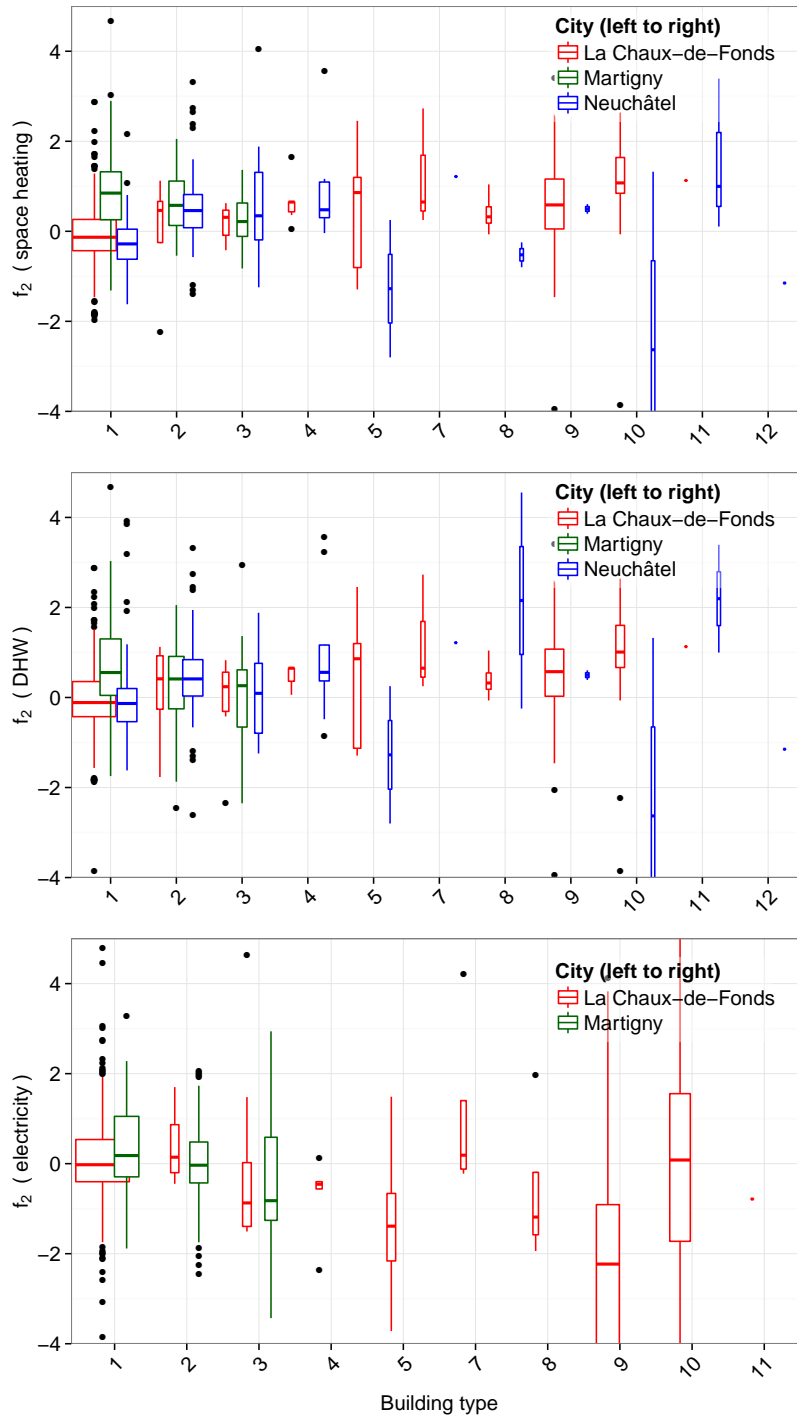 City (left to right)
La Chaux−de−Fonds
Martigny
Neuchâtel
4
2
0
−2
−4
f2 ( space heating )
1 2 3 4 5 6 7 8 9 10 11 12
City (left to right)
La Chaux−de−Fonds
Martigny
Neuchâtel
4
2
0
−2
−4
f2 ( DHW )
1 2 3 4 5 7 8 9 10 11 12
City (left to right)
La Chaux−de−Fonds
Martigny
4
2
0
−2
−4
f2 ( electricity )
1 2 3 4 5 7 8 9 10 11
Building type